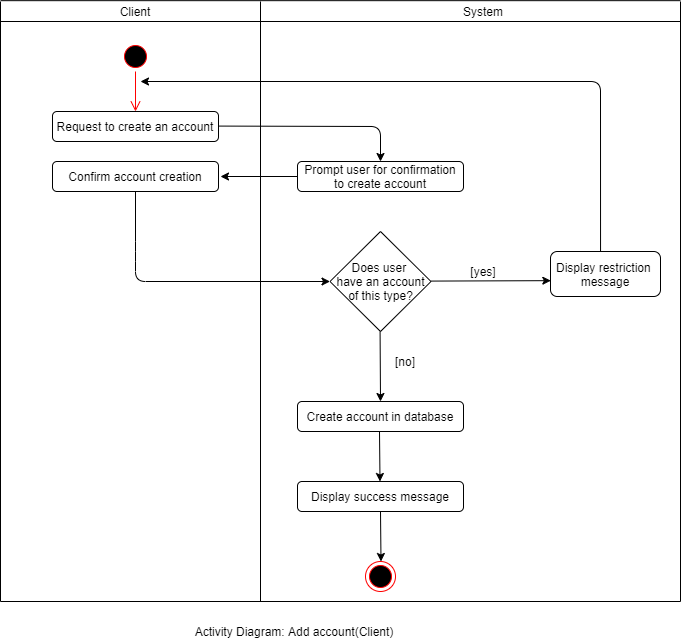 Client
System
Request to create an account
Confirm account creation
Prompt user for confirmation
to create account
Does user
have an account
of this type?
[yes]
Display restriction
message
[no]
Create account in database
Display success message
Activity Diagram: Add account(Client)